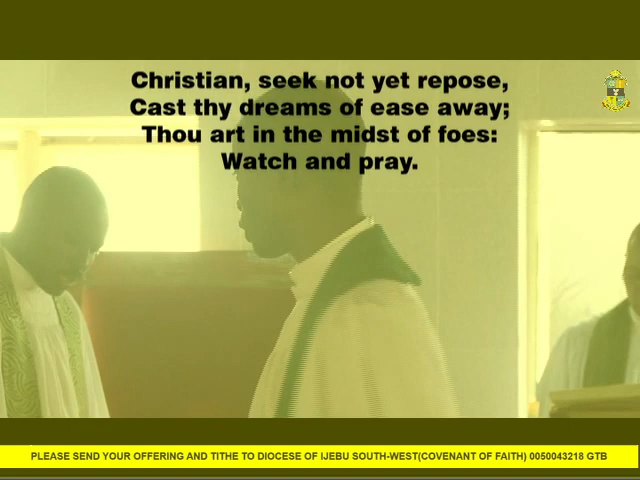 Christian, seek not yet repose,
Cast thy dreams of ease away;
Thou art in the midst of foes:
Watch and pray.
PLEASE SEND YOUR OFFERING AND TITHE TO DIOCESE OF IJEBU SOUTH-WEST(COVENANT OF FAITH) 0050043218 GTB